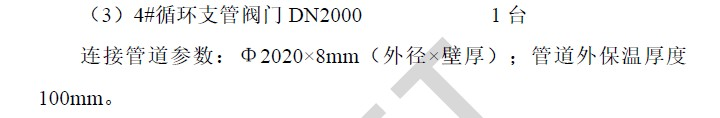 （3）4#循环支管阀门 DN2000 1 台
连接管道参数：Φ2020×8mm（外径×壁厚）；管道外保温厚度
100mm。